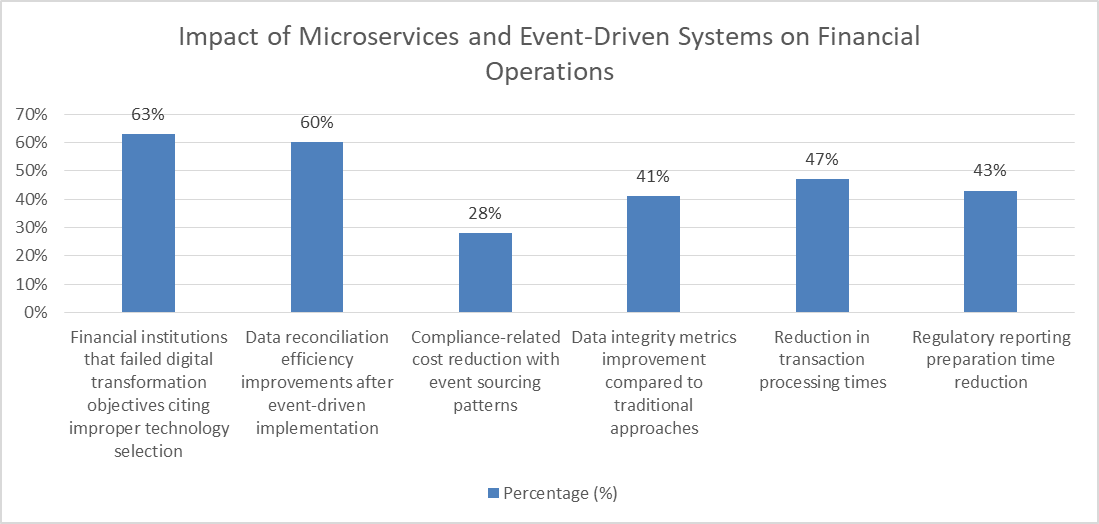 Impact of Microservices and Event-Driven Systems on Financial
Operations
70%
60%
50%
40%
30%
20%
10%
0%
63%
60%
28%
41%
47%
43%
Financial institutions
that failed digital
transformation
objectives citing
improper technology
selection
Data reconciliation
efficiency
improvements after
event-driven
implementation
Compliance-related
cost reduction with
event sourcing
patterns
Data integrity metrics
improvement
compared to
traditional
approaches
Reduction in
transaction
processing times
Regulatory reporting
preparation time
reduction
Percentage (%)